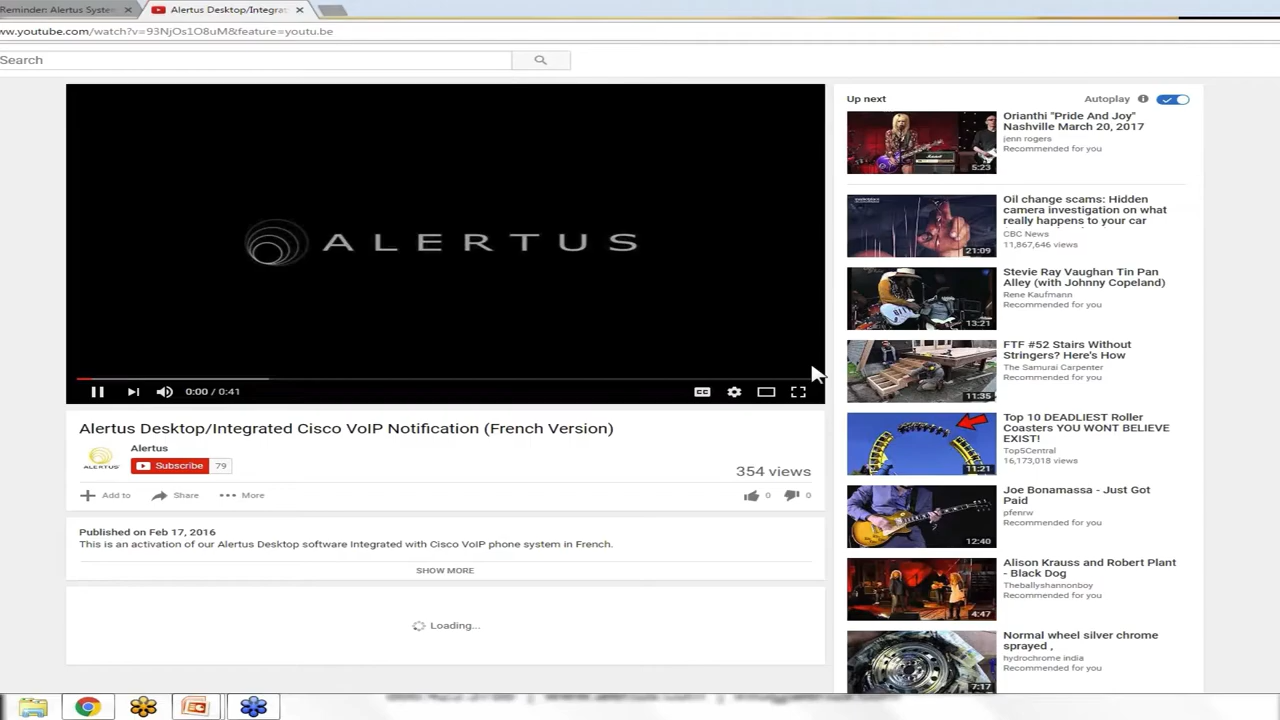 Reminder: Alertus System
Alertus Desktop/Integrat
ww.youtube.com/watch?v=93NjOs1O8uM&feature=youtu.be
Search
ALERTUS
0:00 / 0:41
CC
Alertus Desktop/Integrat Cisco VoIP Notification (French Version)
ALERTUS
Alertus
Subscribe 79
354 views
Add to Share More
0 0
Published on Feb 17, 2016
This is an activation of our Alertus Desktop software Integrated with Cisco VoIP phone system in French.
SHOW MORE
Loading...
Up next
Autoplay
5:23
Orianthi "Pride And Joy"
Nashville March 20, 2017
jenn rogers
Recommended for you
21:09
Oil change scams: Hidden
camera investigation on what
really happens to your car
CBC News
11,867,646 views
13:21
Stevie Ray Vaughan Tin Pan
Alley (with Johnny Copeland)
Rene Kaufmann
Recommended for you
11:35
FTF #52 Stairs Without
Stringers? Here's How
The Samurai Carpenter
Recommended for you
11:21
Top 10 DEADLIEST Roller
Coasters YOU WONT BELIEVE
EXIST!
Top5Central
16,173,018 views
12:40
Joe Bonamassa - Just Got
Paid
pfenrw
Recommended for you
4:47
Alison Krauss and Robert Plant
- Black Dog
Theballyshannonboy
Recommended for you
7:17
Normal wheel silver chrome
sprayed ,
hydrochrome india
Recommended for you